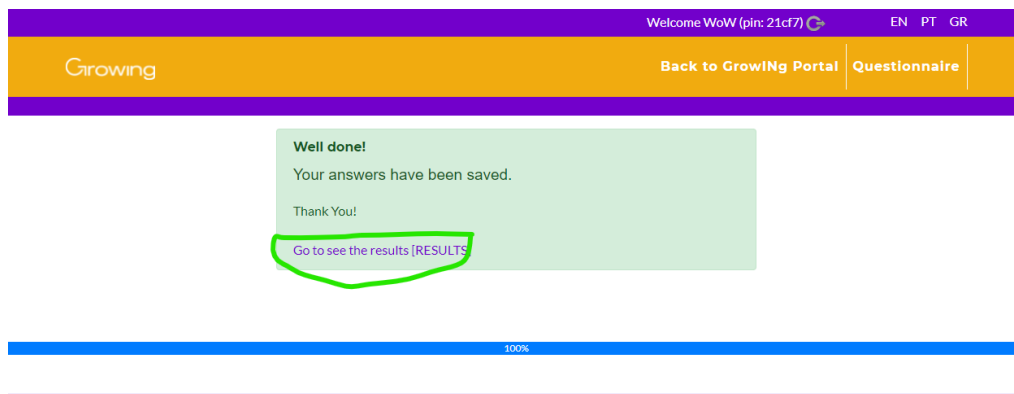 Welcome WoW (pin: 21cf7) EN PT GR
Growing
Back to GrowINg Portal Questionnaire
Well done!
Your answers have been saved.
Thank You!
Go to see the results [RESULTS]
100%